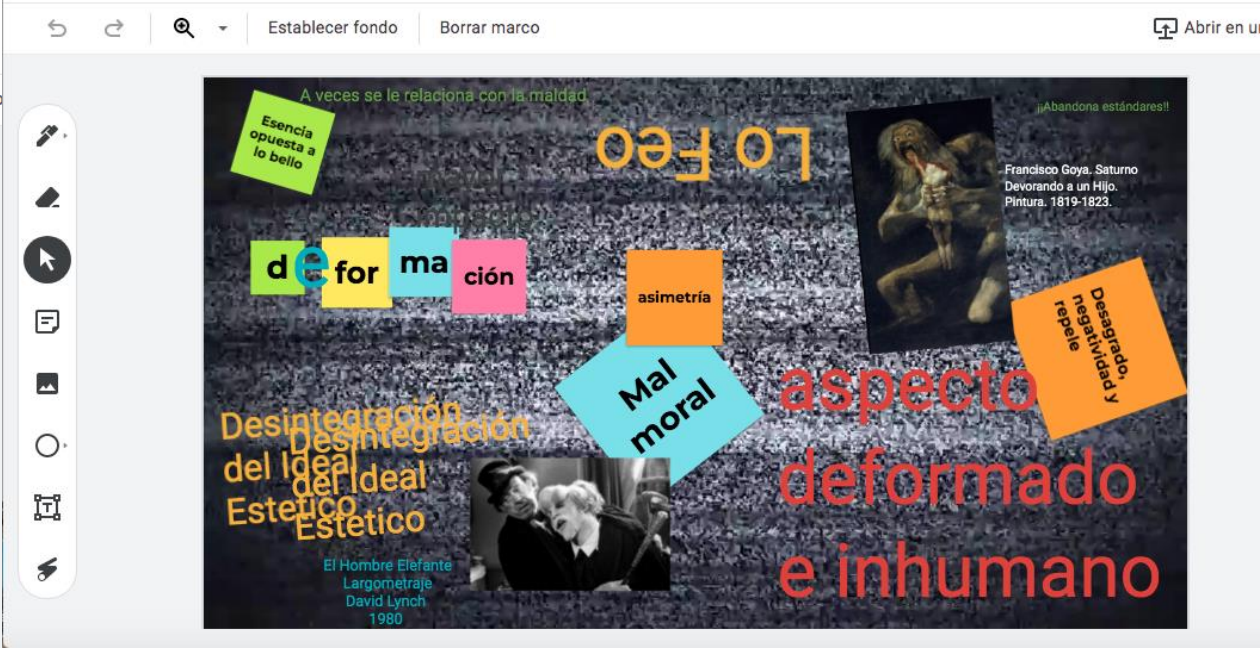 Establecer fondo
Borrar marco
Abrir en
A veces se le relaciona con la maldad.
¡¡Abandona estándares!!
Esencia
opuesta a
lo bello
Lo Feo
Francisco Goya. Saturno
Devorando a un Hijo.
Pintura. 1819-1823.
d e for ma ción
asimetría
Desagrado,
negatividad y
repele
Mal
moral
aspecto
deformado
e inhumano
Desintegración
del Ideal
Estetico
Desintegración
del Ideal
Estetico
El Hombre Elefante
Largometraje
David Lynch
1980